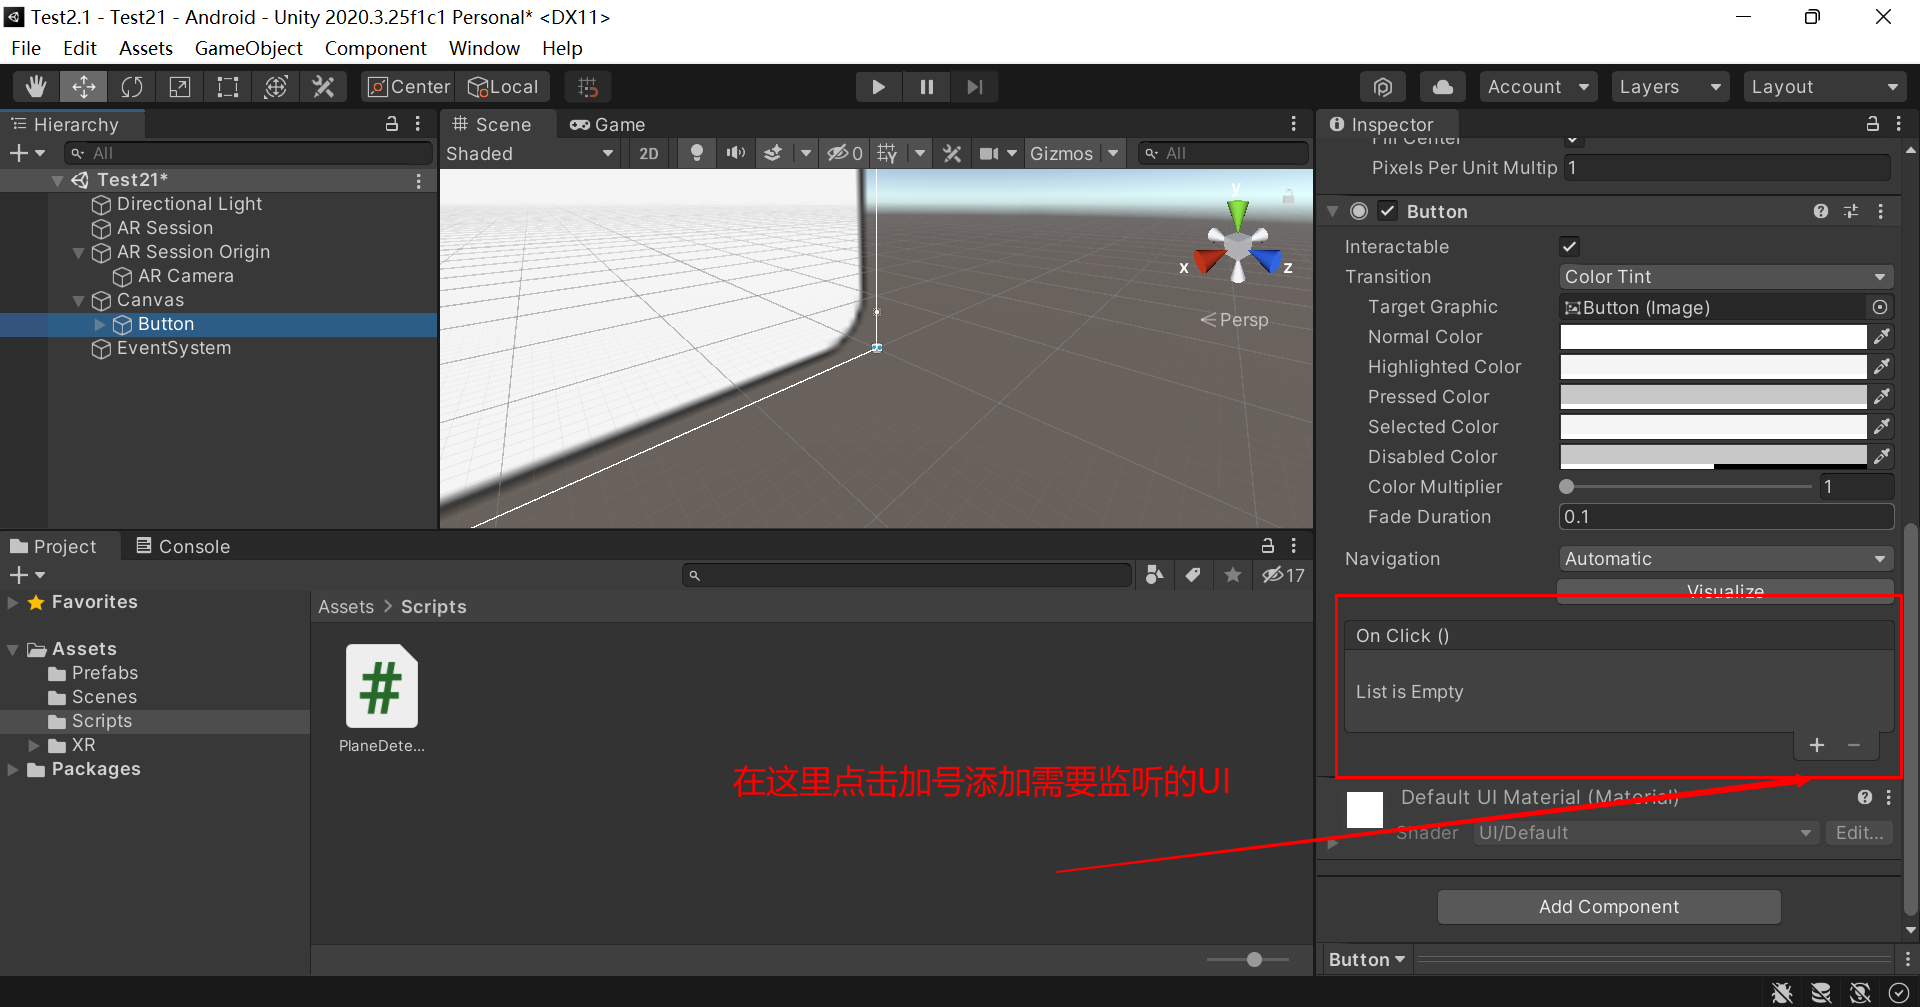 Test2.1 - Test21 - Android - Unity 2020.3.25f1c1 Personal* <DX11>
File Edit Assets GameObject Component Window Help
Center Local Account Layers Layout
Hierarchy
All
Test21*
Directional Light
AR Session
AR Session Origin
AR Camera
Canvas
Button
EventSystem
Scene Game
Shaded 2D 0 Gizmos All
y
x z
Persp
Project Console
17
Favorites
Assets
Prefabs
Scenes
Scripts
XR
Packages
Assets > Scripts
#
PlaneDete...
在这里点击加号添加需要监听的UI
Inspector
Fill Center
Pixels Per Unit Multip 1
Button
Interactable
Transition Color Tint
Target Graphic Button (Image)
Normal Color
Highlighted Color
Pressed Color
Selected Color
Disabled Color
Color Multiplier 1
Fade Duration 0.1
Navigation Automatic
Visualize
On Click ()
List is Empty
+ −
Default UI Material (Material)
Shader UI/Default Edit...
Add Component
Button